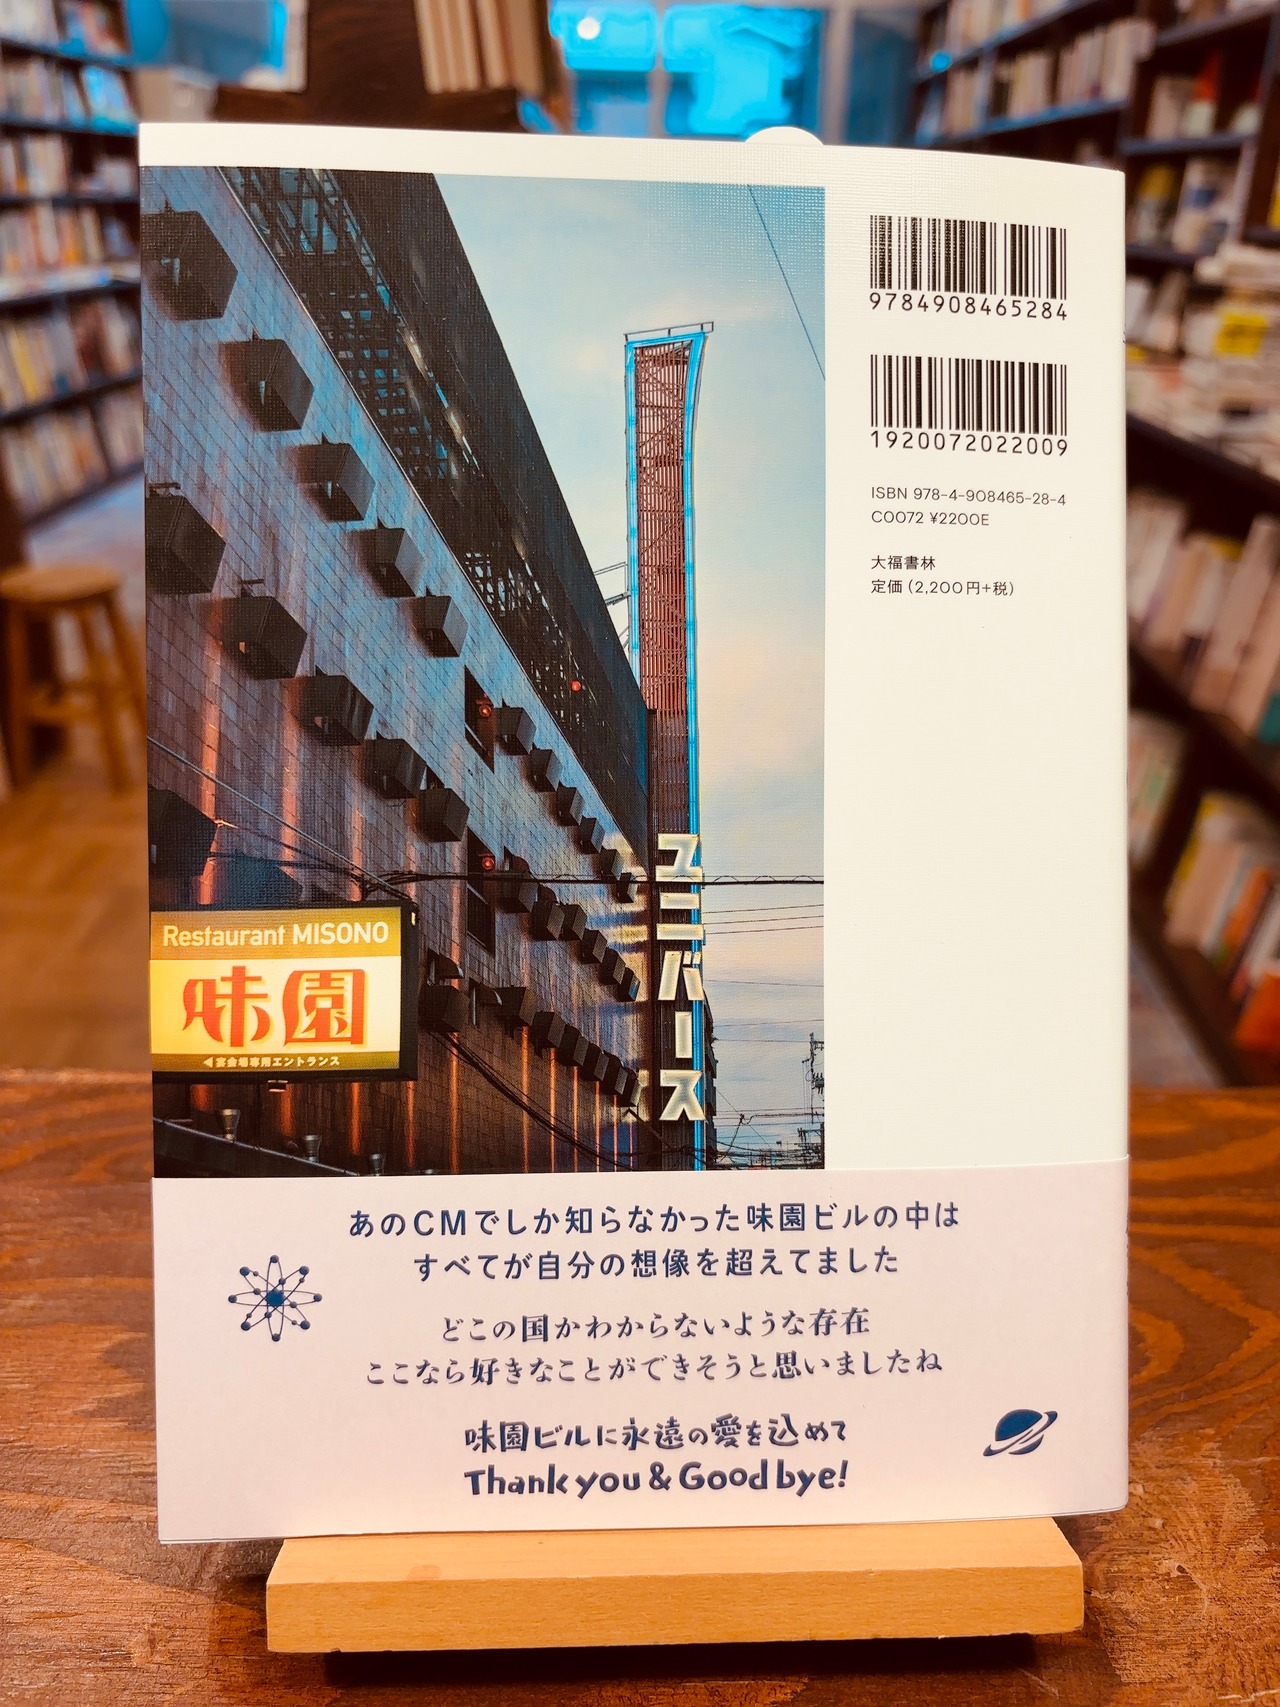 9784908465284
1920072022009
ISBN 978-4-908465-28-4
C0072 ¥2200E
大福書林
定価(2,200円+税)
ユニバース
Restaurant MISONO
味園
◀宴会場専用エントランス
あのCMでしか知らなかった味園ビルの中は
すべてが自分の想像を超えてました
どこの国かわからないような存在
ここなら好きなことができそうと思いましたね
味園ビルに永遠の愛を込めて
Thank you & Good bye!